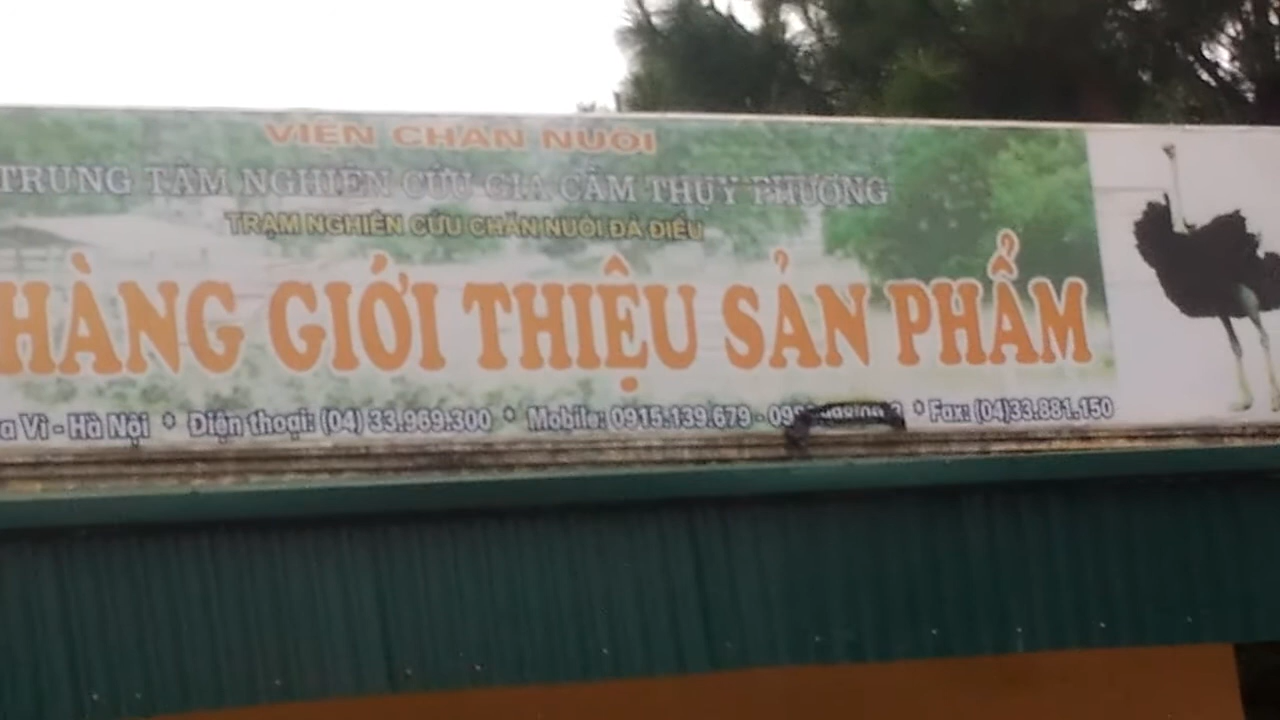 VIỆN CHĂN NUÔI
TRUNG TÂM NGHIÊN CỨU GIA CẦM THỤY PHƯƠNG
TRẠM NGHIÊN CỨU CHĂN NUÔI ĐÀ ĐIỂU
HÀNG GIỚI THIỆU SẢN PHẨM
a Vì - Hà Nội * Điện thoại: (04) 33.969.300 * Mobile: 0915.139.679 - * Fax: (04)33.881.150